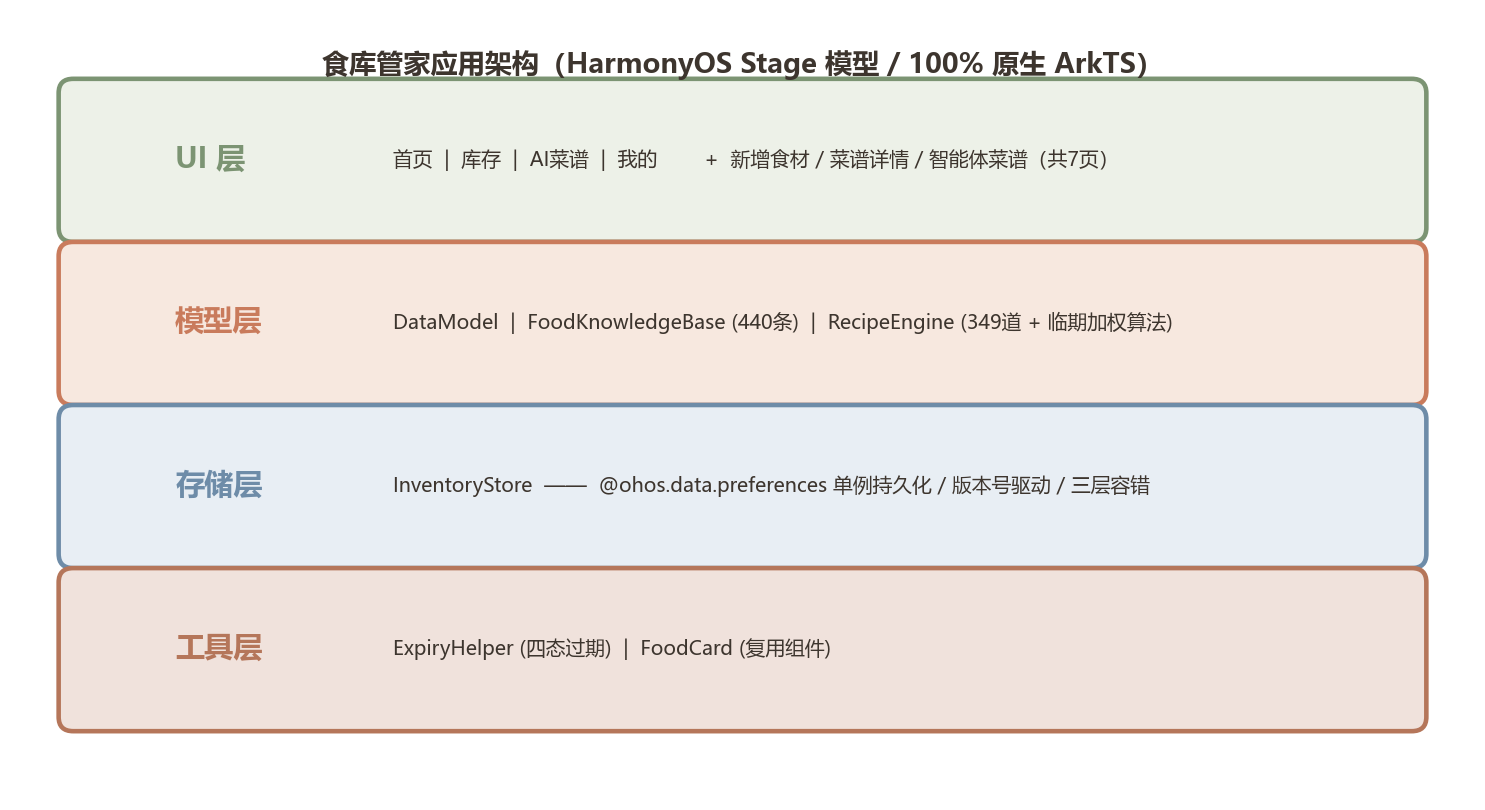 食库管家应用架构（HarmonyOS Stage 模型 / 100% 原生 ArkTS）
UI 层
首页 | 库存 | AI菜谱 | 我的 + 新增食材 / 菜谱详情 / 智能体菜谱（共7页）
模型层
DataModel | FoodKnowledgeBase (440条) | RecipeEngine (349道 + 临期加权算法)
存储层
InventoryStore —— @ohos.data.preferences 单例持久化 / 版本号驱动 / 三层容错
工具层
ExpiryHelper (四态过期) | FoodCard (复用组件)